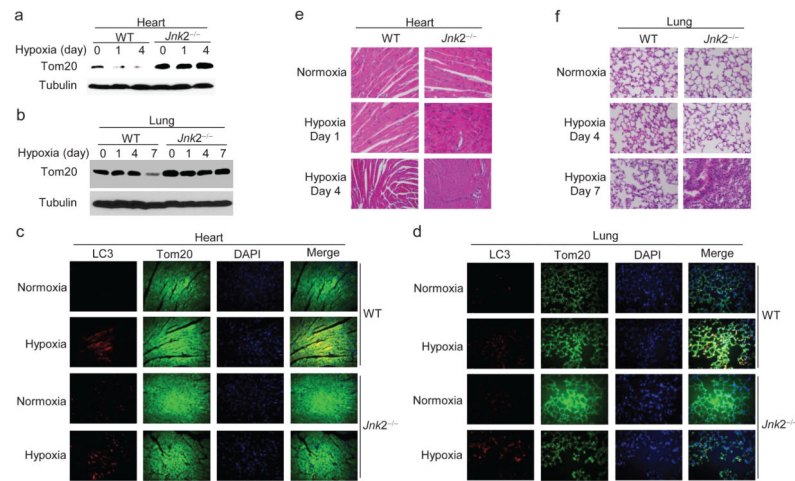 a
Heart
WT Jnk2−/−
Hypoxia (day) 0 1 4 0 1 4
Tom20
Tubulin
b
Lung
WT Jnk2−/−
Hypoxia (day) 0 1 4 7 0 1 4 7
Tom20
Tubulin
c
Heart
LC3 Tom20 DAPI Merge
Normoxia
Hypoxia
WT
Normoxia
Hypoxia
Jnk2−/−
d
Lung
LC3 Tom20 DAPI Merge
Normoxia
Hypoxia
WT
Normoxia
Hypoxia
Jnk2−/−
e
Heart
WT Jnk2−/−
Normoxia
Hypoxia
Day 1
Hypoxia
Day 4
f
Lung
WT Jnk2−/−
Normoxia
Hypoxia
Day 4
Hypoxia
Day 7